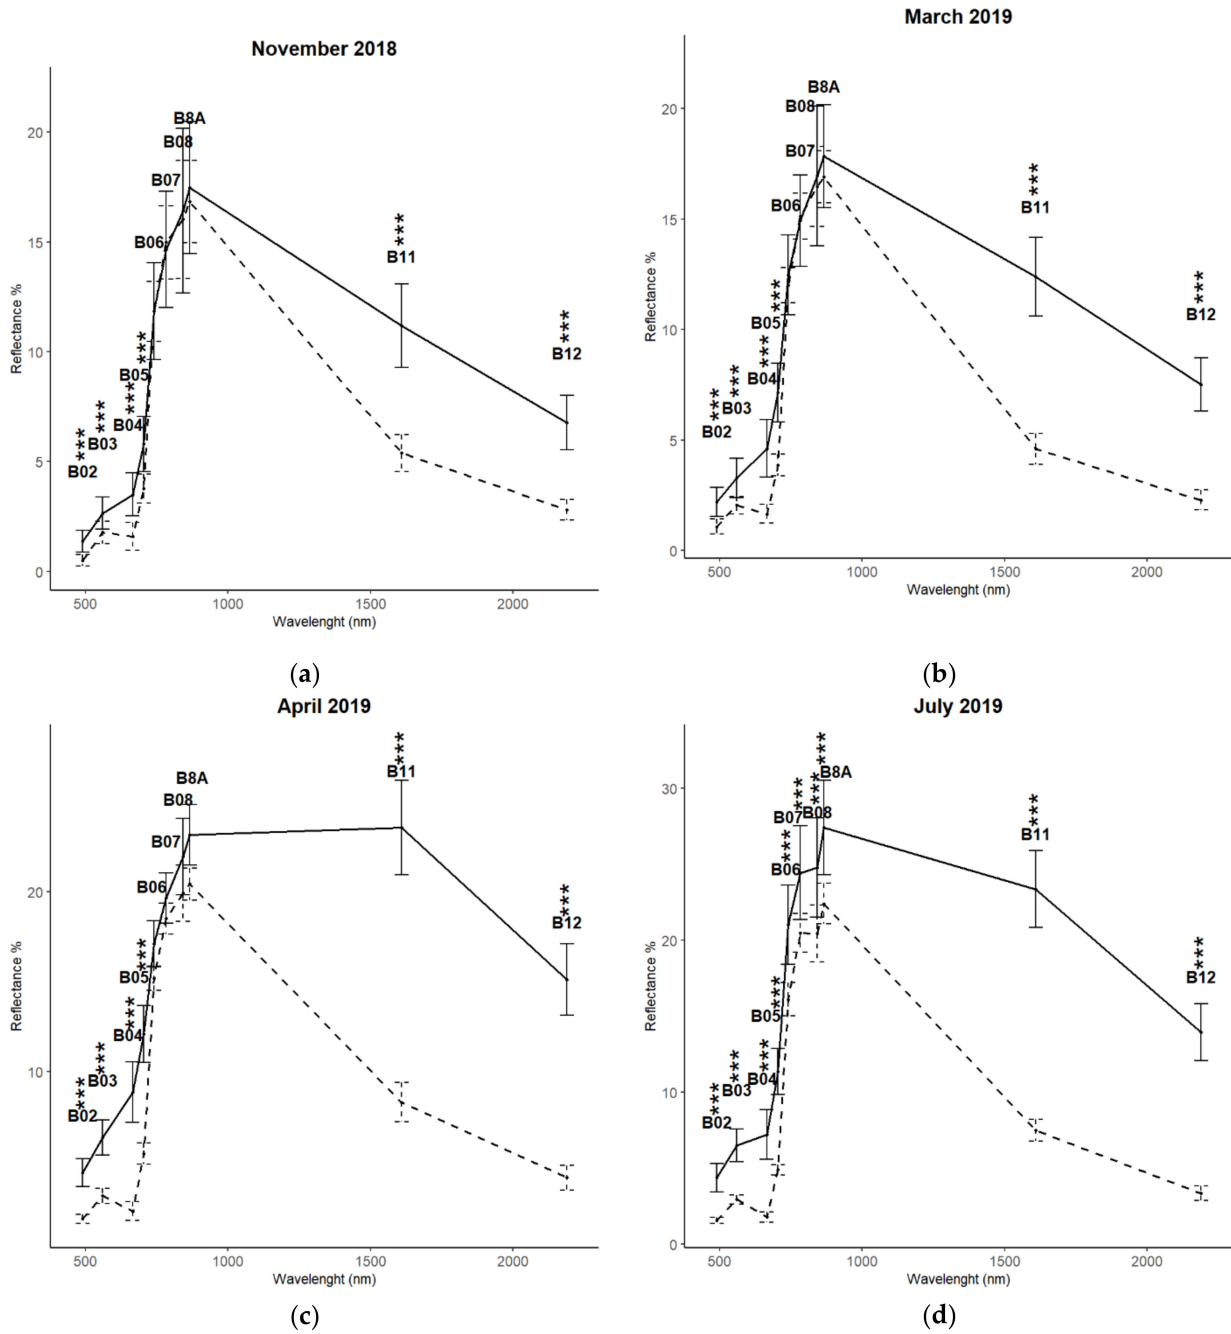 November 2018
Reflectance %
20
15
10
5
0
B02
***
B03
***
B04
***
B05
***
B06
B07
B08
B8A
B11
***
B12
***
500
1000
1500
2000
Wavelenght (nm)
(a)
March 2019
Reflectance %
20
15
10
5
0
B02
***
B03
***
B04
***
B05
***
B06
B07
B08
B8A
B11
***
B12
***
500
1000
1500
2000
Wavelenght (nm)
(b)
April 2019
Reflectance %
20
10
B02
***
B03
***
B04
***
B05
***
B06
B07
B08
B8A
B11
***
B12
***
500
1000
1500
2000
Wavelenght (nm)
(c)
July 2019
Reflectance %
30
20
10
0
B02
***
B03
***
B04
***
B05
***
B06
***
B07
***
B08
***
B8A
***
B11
***
B12
***
500
1000
1500
2000
Wavelenght (nm)
(d)